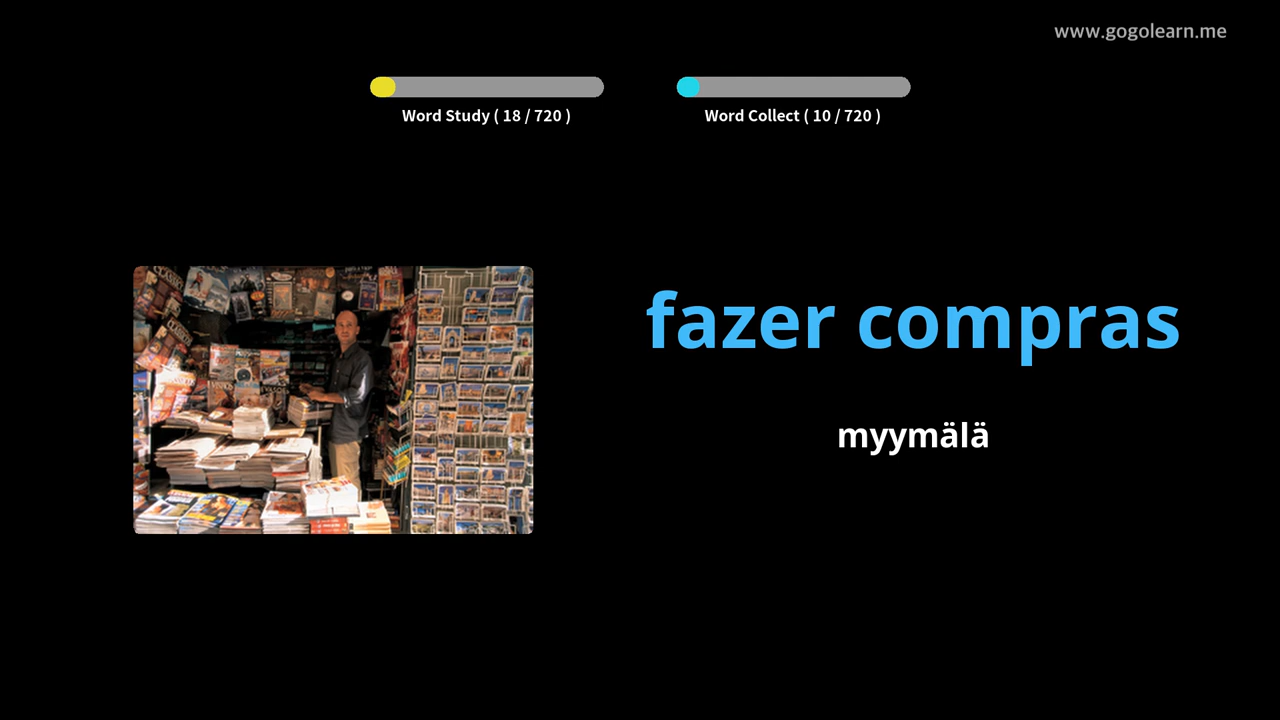 www.gogolearn.me
Word Study ( 18 / 720 )
Word Collect ( 10 / 720 )
fazer compras
myymälä